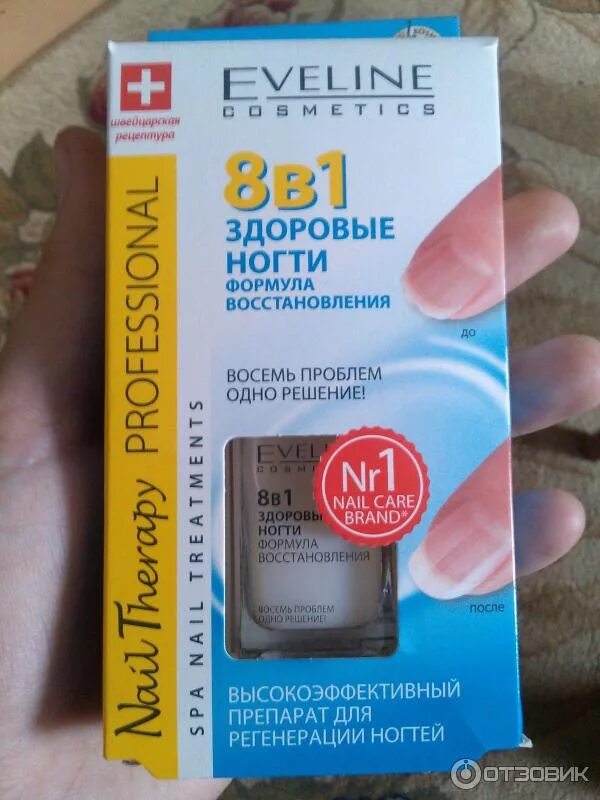 EVELINE
COSMETICS
швейцарская
рецептура
8в1
ЗДОРОВЫЕ
НОГТИ
ФОРМУЛА
ВОССТАНОВЛЕНИЯ
до
ВОСЕМЬ ПРОБЛЕМ
ОДНО РЕШЕНИЕ!
Nail Therapy PROFESSIONAL
SPA NAIL TREATMENTS
EVELINE
COSMETICS
8в1
ЗДОРОВЫЕ
НОГТИ
ФОРМУЛА
ВОССТАНОВЛЕНИЯ
ВОСЕМЬ ПРОБЛЕМ
ОДНО РЕШЕНИЕ!
Nr1
NAIL CARE
BRAND*
после
ВЫСОКОЭФФЕКТИВНЫЙ
ПРЕПАРАТ ДЛЯ
РЕГЕНЕРАЦИИ НОГТЕЙ
ОТЗОВИК